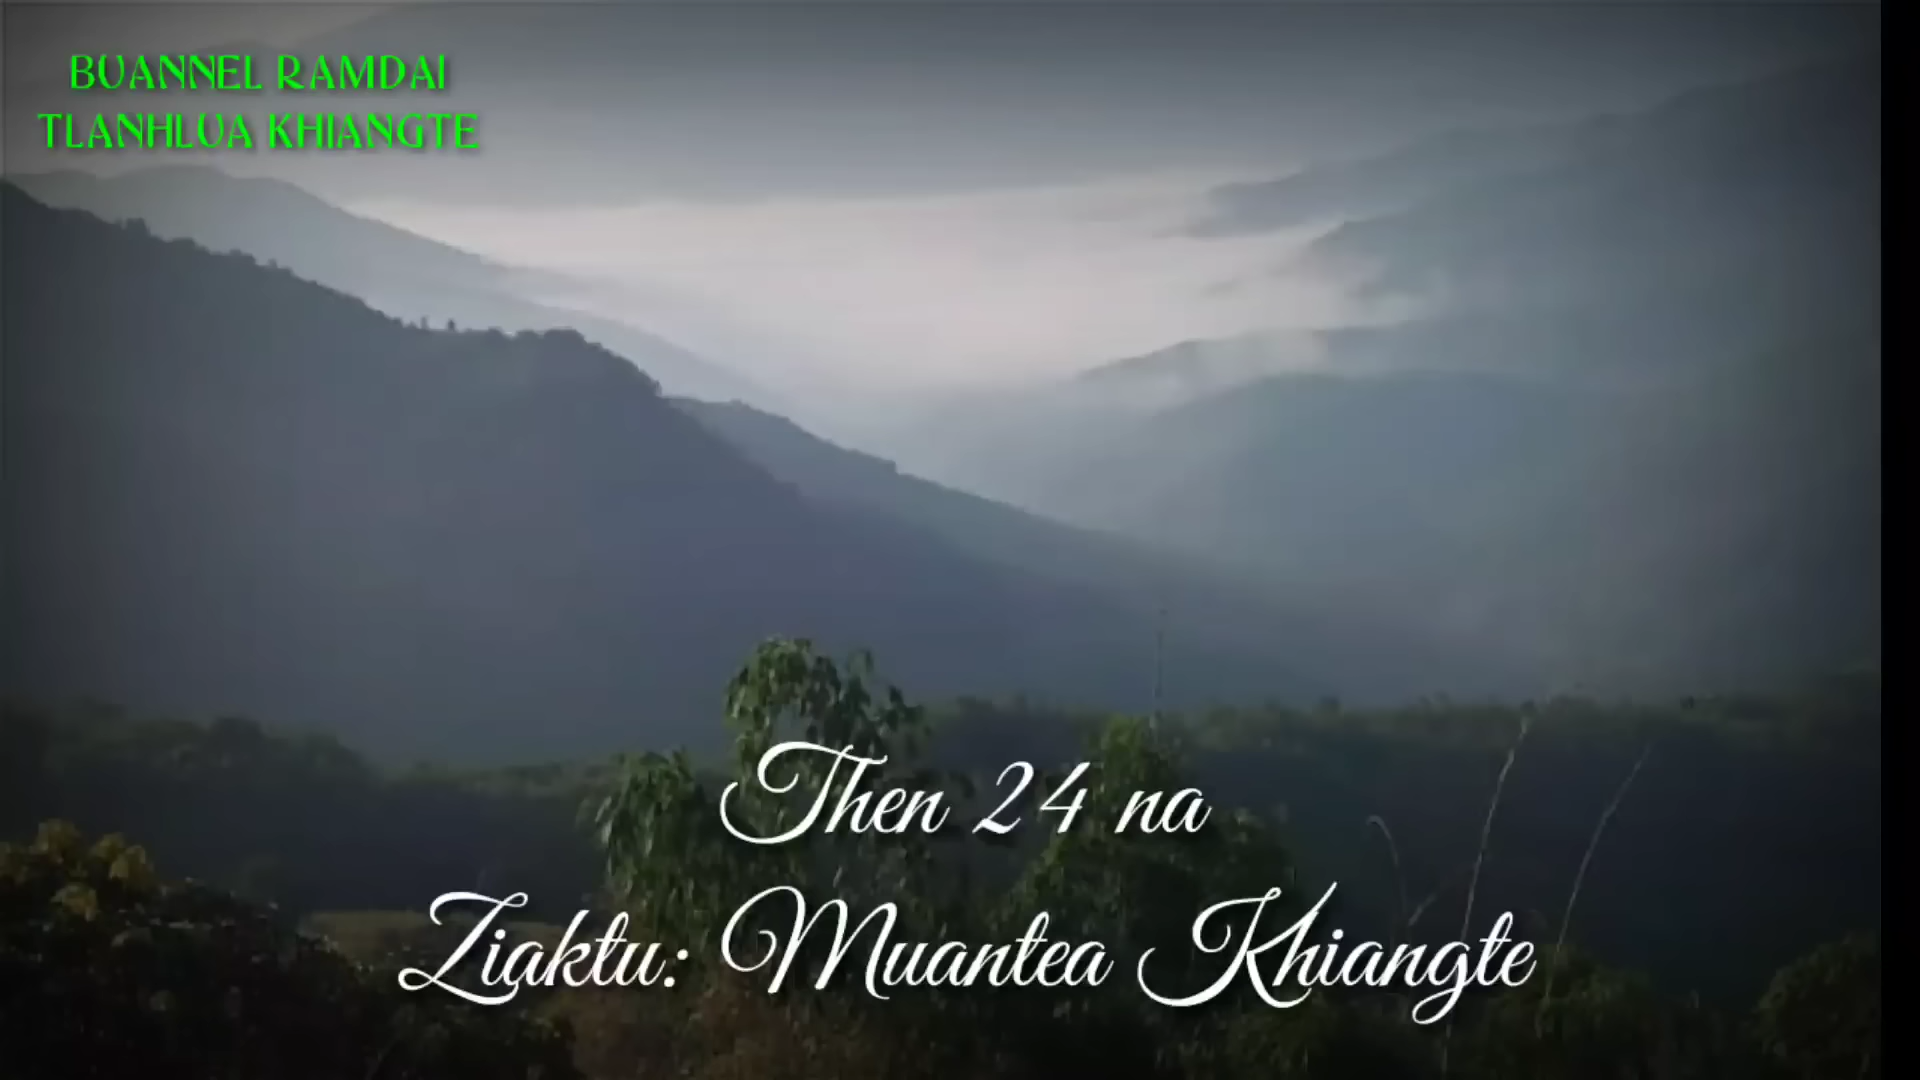 BUANNEL RAMDAI
TLANHLUA KHIANGTE
Then 24 na
Ziaktu: Muantea Khiangte